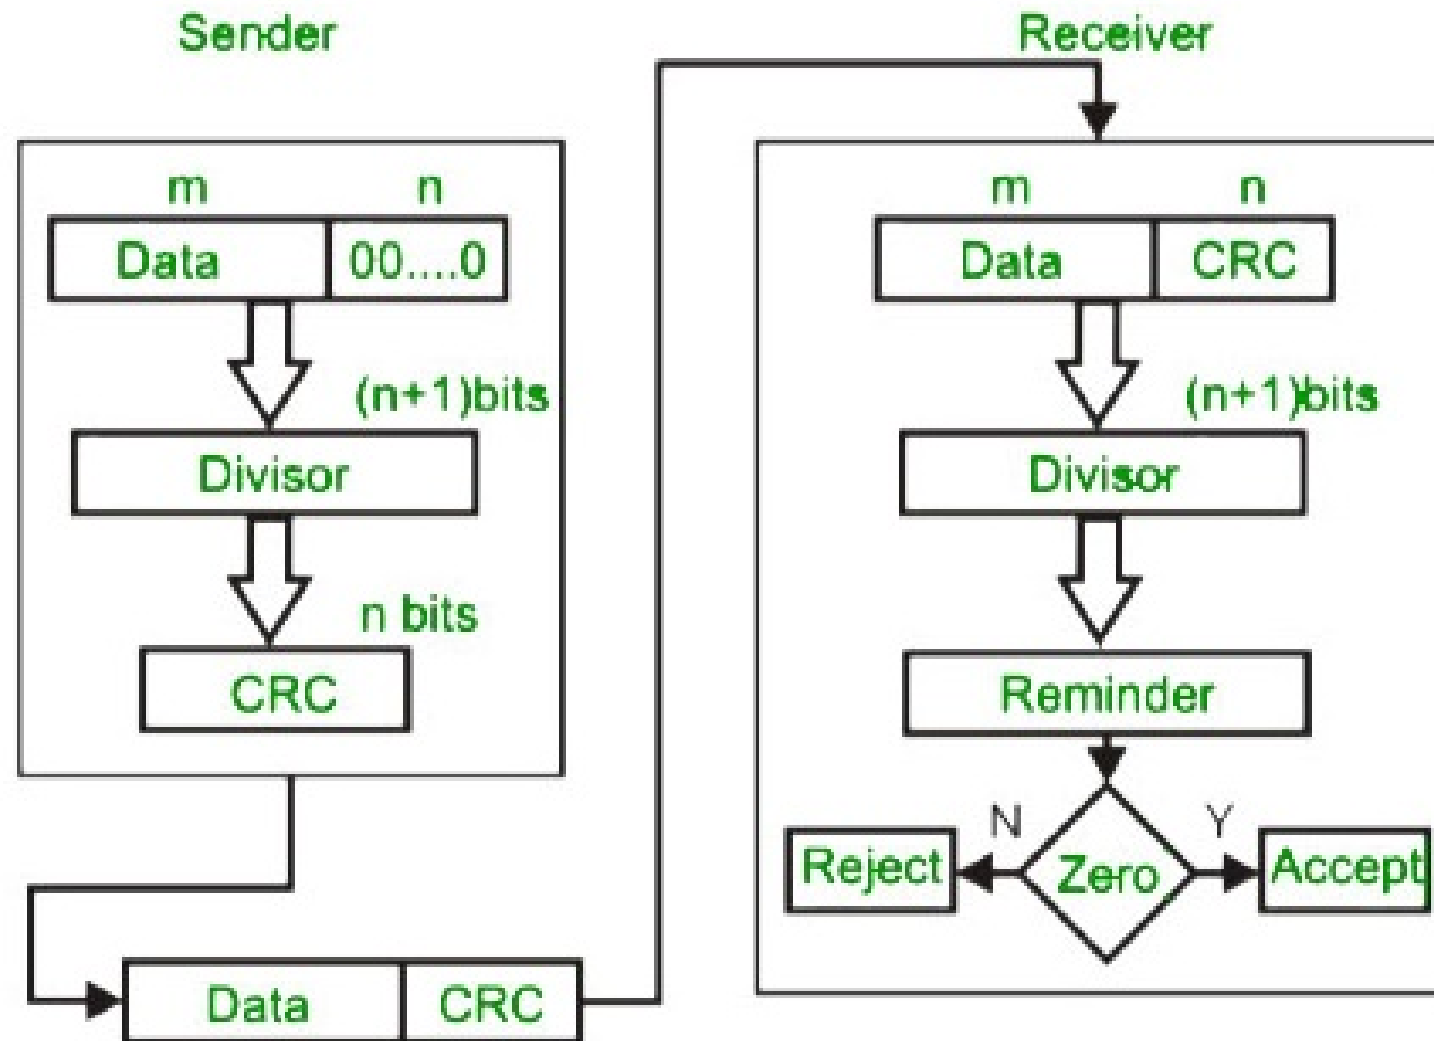 Sender
m n
Data 00....0
(n+1)bits
Divisor
n bits
CRC
Data CRC
Receiver
m n
Data CRC
(n+1)bits
Divisor
Reminder
N Y
Reject Zero Accept